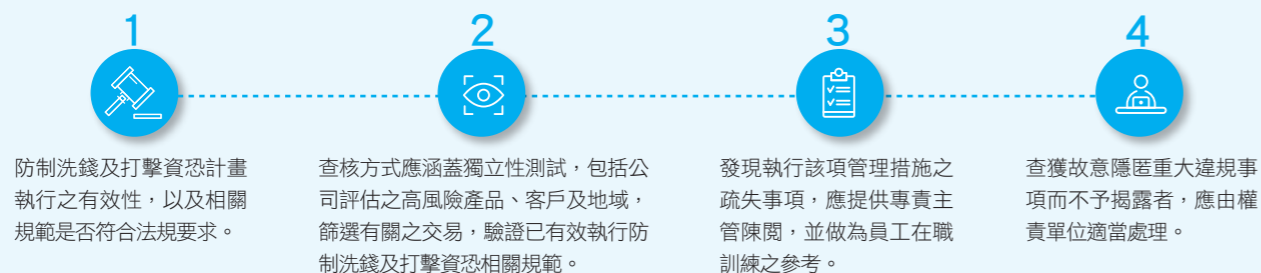 1
防制洗錢及打擊資恐計畫
執行之有效性，以及相關
規範是否符合法規要求。
2
查核方式應涵蓋獨立性測試，包括公
司評估之高風險產品、客戶及地域，
篩選有關之交易，驗證已有效執行防
制洗錢及打擊資恐相關規範。
3
發現執行該項管理措施之
疏失事項，應提供專責主
管陳閱，並做為員工在職
訓練之參考。
4
查獲故意隱匿重大違規事
項而不予揭露者，應由權
責單位適當處理。